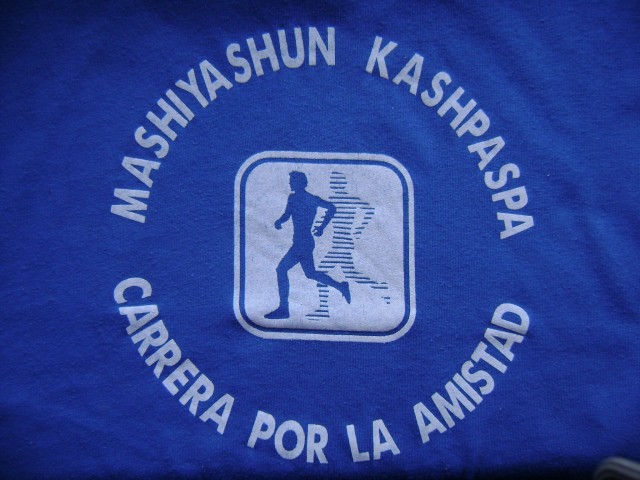 MASHIYASHUN KASHPASPA
CARRERA POR LA AMISTAD